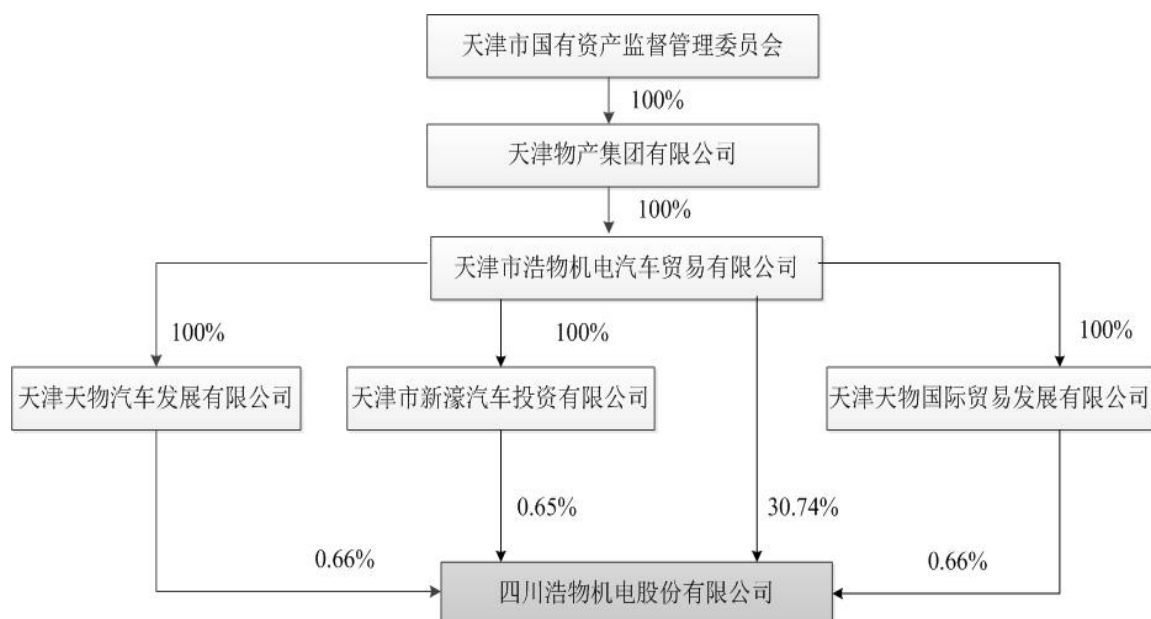 天津市国有资产监督管理委员会
100%
天津物产集团有限公司
100%
天津市浩物机电汽车贸易有限公司
100%
100%
100%
天津天物汽车发展有限公司
天津市新濠汽车投资有限公司
天津天物国际贸易发展有限公司
0.65%
30.74%
0.66%
0.66%
四川浩物机电股份有限公司